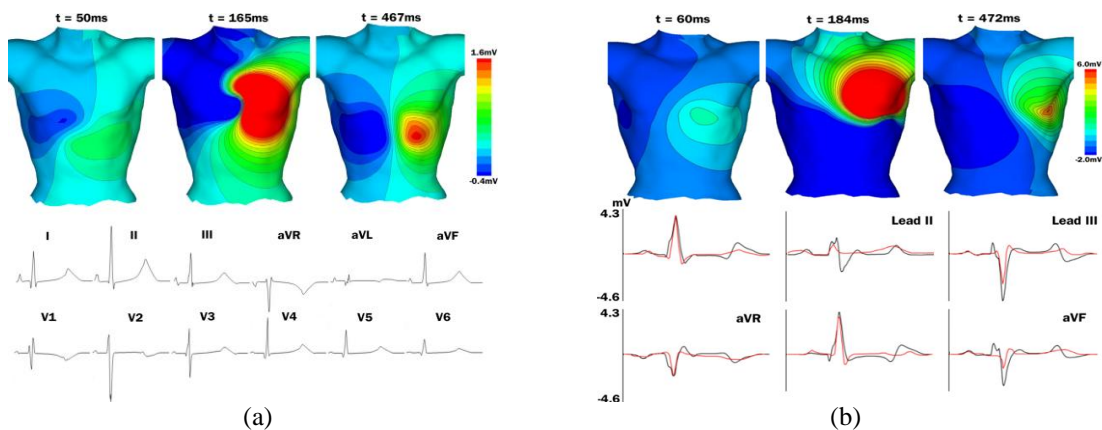 t = 50ms
t = 165ms
t = 467ms
1.6mV
-0.4mV
I
II
III
aVR
aVL
aVF
V1
V2
V3
V4
V5
V6
(a)
t = 60ms
t = 184ms
t = 472ms
6.0mV
-2.0mV
mV
4.3
-4.6
Lead II
Lead III
4.3
-4.6
aVR
aVF
(b)